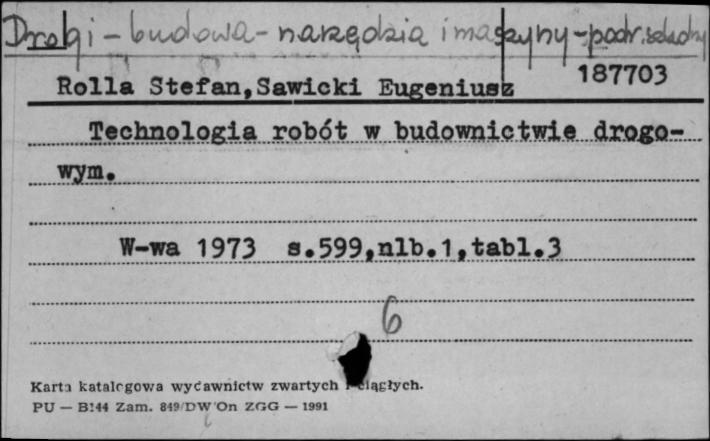 Drogi - budowa - narzędzia i maszyny - podr. szkolny
187703
Rolla Stefan,Sawicki Eugeniusz
Technologia robót w budownictwie drogo-
wym.
W-wa 1973 s.599,nlb.1,tabl.3
6
Karta katalogowa wydawnictw zwartych i ciągłych.
PU — B144 Zam. 849/DW/On ZGG — 1991